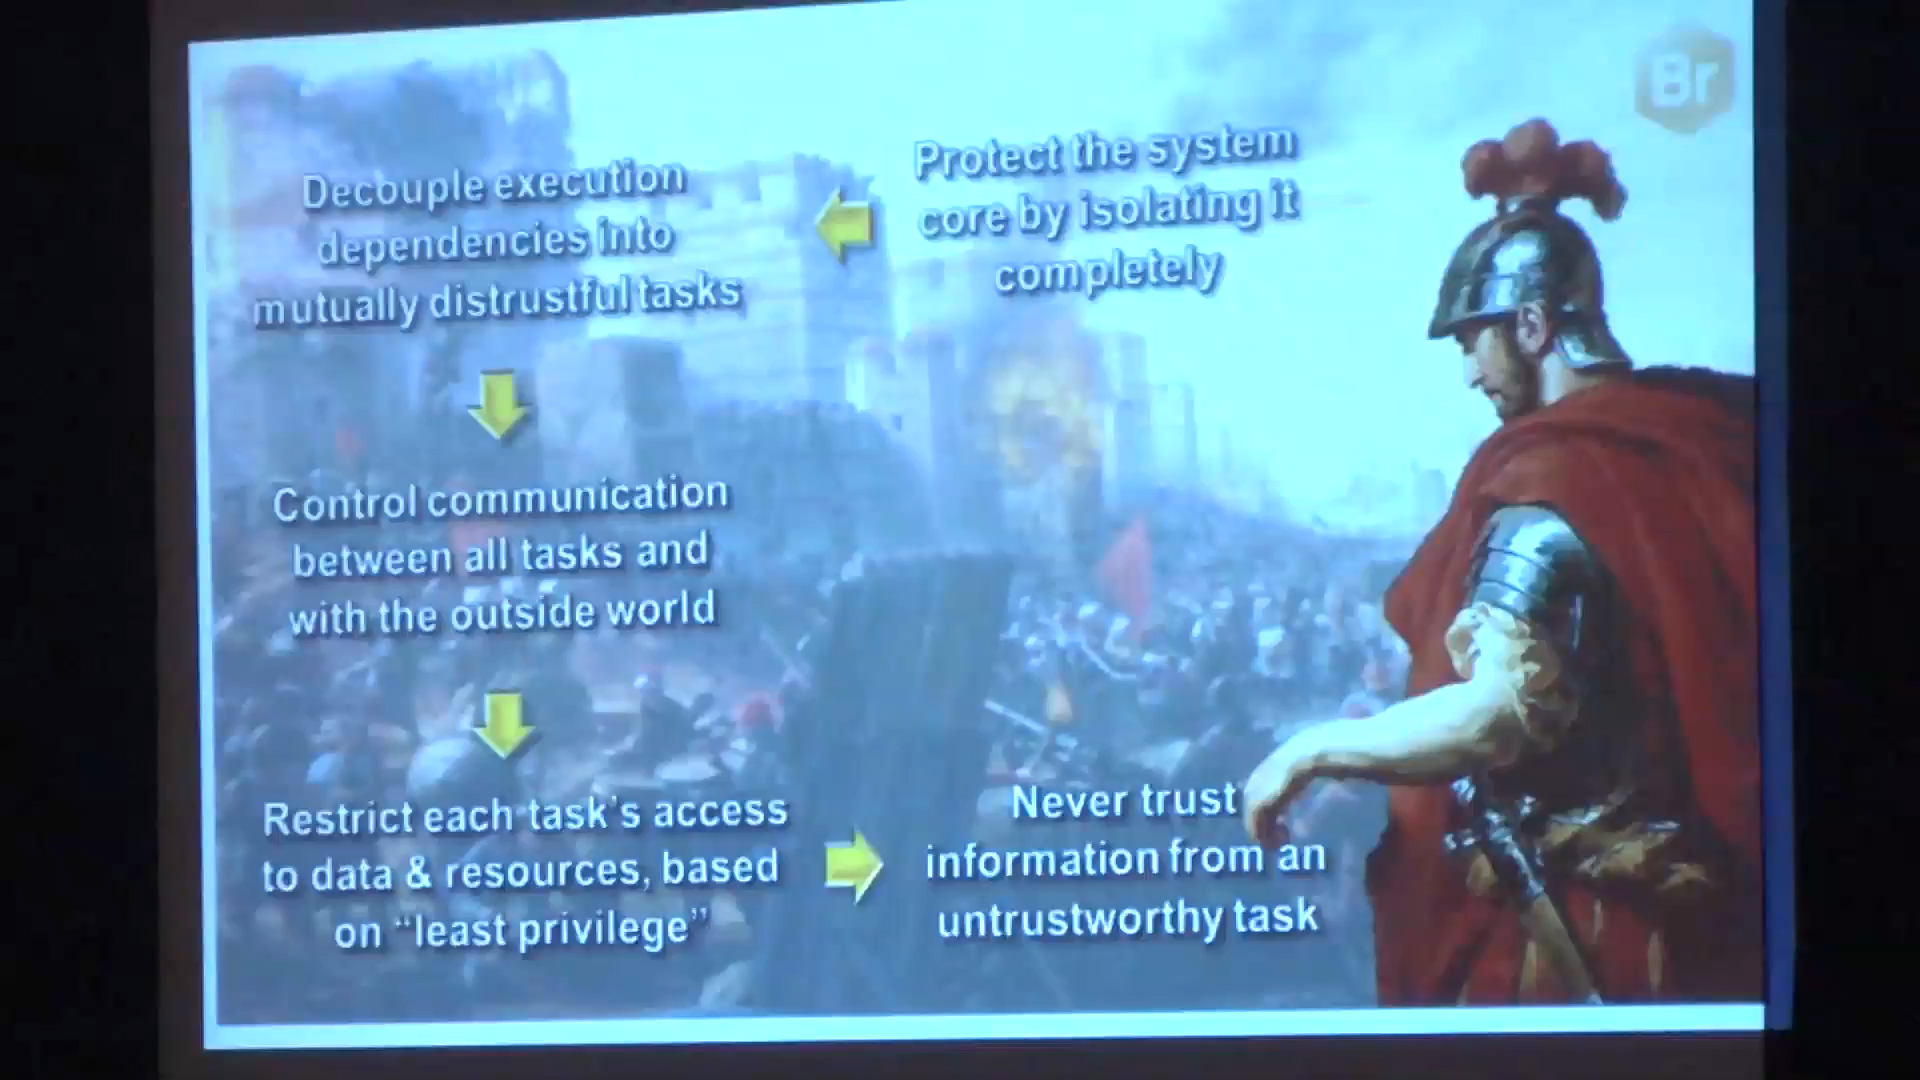 Br
Protect the system
core by isolating it
completely
Decouple execution
dependencies into
mutually distrustful tasks
Control communication
between all tasks and
with the outside world
Restrict each task's access
to data & resources, based
on “least privilege”
Never trust
information from an
untrustworthy task